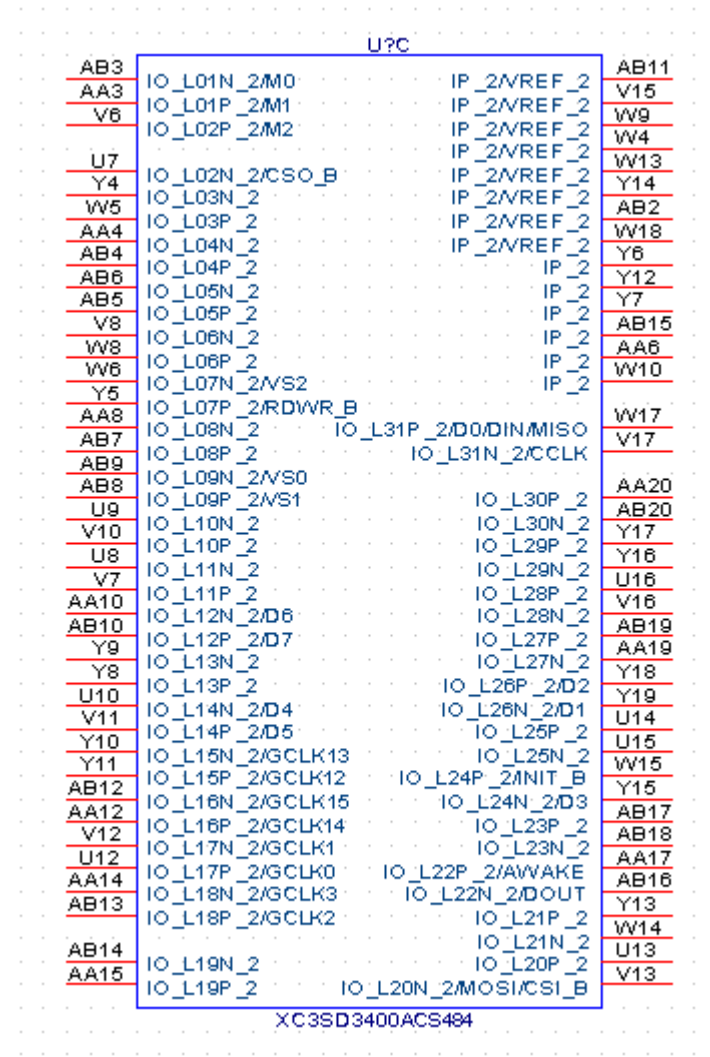 U?C
AB3 IO_L01N_2/M0
AA3 IO_L01P_2/M1
V6 IO_L02P_2/M2
U7 IO_L02N_2/CSO_B
Y4 IO_L03N_2
W5 IO_L03P_2
AA4 IO_L04N_2
AB4 IO_L04P_2
AB6 IO_L05N_2
AB5 IO_L05P_2
V8 IO_L06N_2
W8 IO_L06P_2
W6 IO_L07N_2/VS2
Y5 IO_L07P_2/RDWR_B
AA8 IO_L08N_2
AB7 IO_L08P_2
AB9 IO_L09N_2/VS0
AB8 IO_L09P_2/VS1
U9 IO_L10N_2
V10 IO_L10P_2
U8 IO_L11N_2
V7 IO_L11P_2
AA10 IO_L12N_2/D6
AB10 IO_L12P_2/D7
Y9 IO_L13N_2
Y8 IO_L13P_2
U10 IO_L14N_2/D4
V11 IO_L14P_2/D5
Y10 IO_L15N_2/GCLK13
Y11 IO_L15P_2/GCLK12
AB12 IO_L16N_2/GCLK15
AA12 IO_L16P_2/GCLK14
V12 IO_L17N_2/GCLK1
U12 IO_L17P_2/GCLK0
AA14 IO_L18N_2/GCLK3
AB13 IO_L18P_2/GCLK2
AB14 IO_L19N_2
AA15 IO_L19P_2
IP_2/VREF_2 AB11
IP_2/VREF_2 V15
IP_2/VREF_2 W9
IP_2/VREF_2 W4
IP_2/VREF_2 W13
IP_2/VREF_2 Y14
IP_2/VREF_2 AB2
IP_2/VREF_2 W18
IP_2 Y6
IP_2 Y12
IP_2 Y7
IP_2 AB15
IP_2 AA6
IP_2 W10
IO_L31P_2/D0/DIN/MISO W17
IO_L31N_2/CCLK V17
IO_L30P_2 AA20
IO_L30N_2 AB20
IO_L29P_2 Y17
IO_L29N_2 Y16
IO_L28P_2 U16
IO_L28N_2 V16
IO_L27P_2 AB19
IO_L27N_2 AA19
IO_L26P_2/D2 Y18
IO_L26N_2/D1 Y19
IO_L25P_2 U14
IO_L25N_2 U15
IO_L24P_2/INIT_B W15
IO_L24N_2/D3 Y15
IO_L23P_2 AB17
IO_L23N_2 AB18
IO_L22P_2/AWAKE AA17
IO_L22N_2/DOUT AB16
IO_L21P_2 Y13
IO_L21N_2 W14
IO_L20P_2 U13
IO_L20N_2/MOSI/CSI_B V13
XC3SD3400ACS484